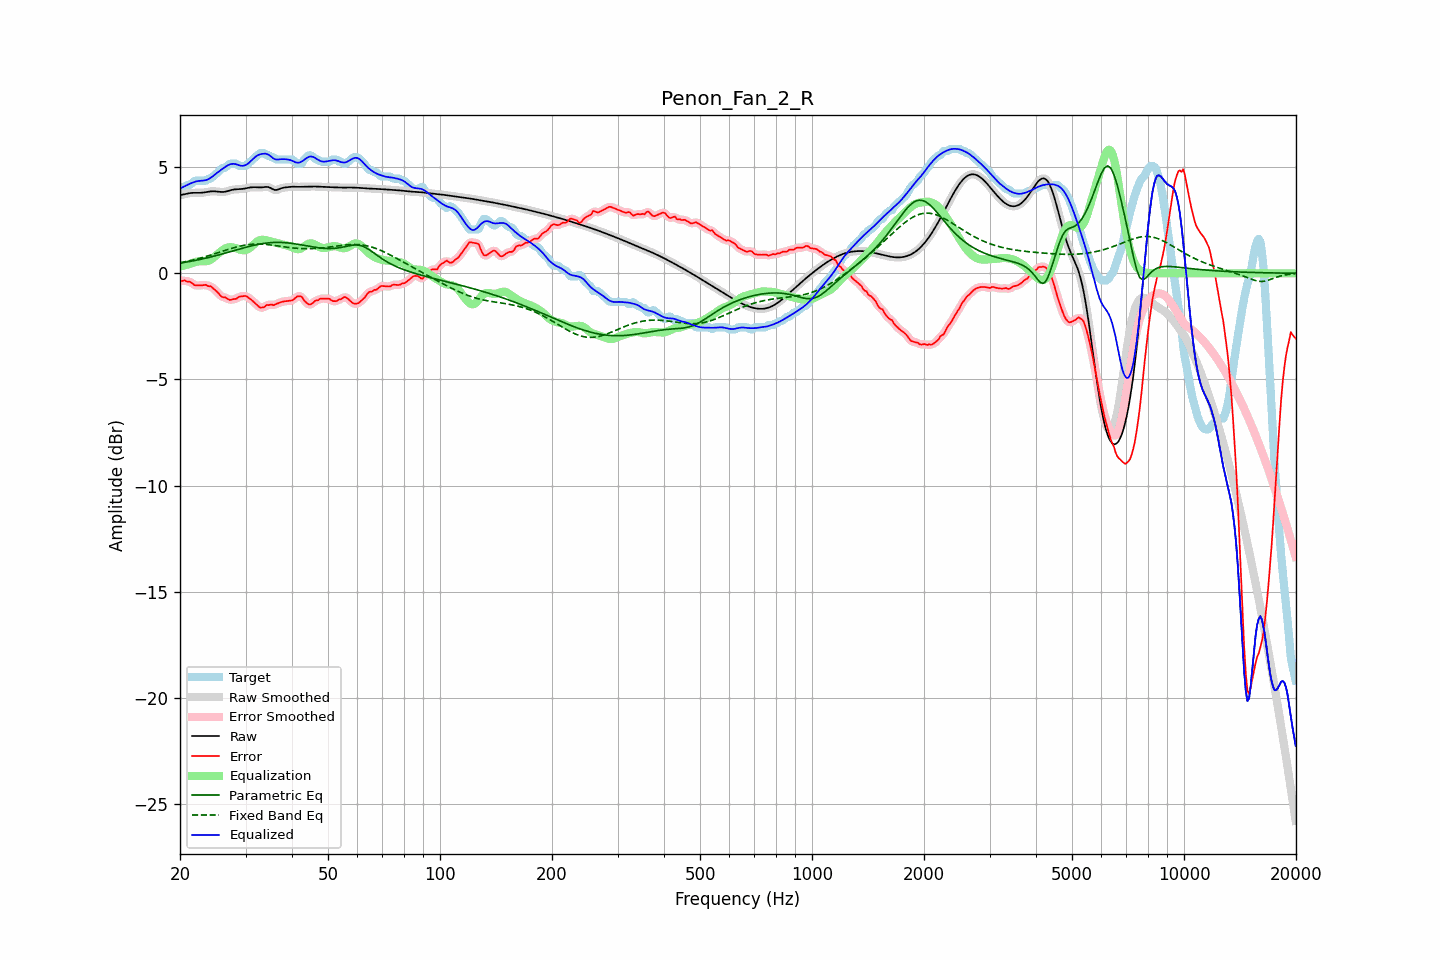 Penon_Fan_2_R
Amplitude (dBr)
5
0
−5
−10
−15
−20
−25
Target
Raw Smoothed
Error Smoothed
Raw
Error
Equalization
Parametric Eq
Fixed Band Eq
Equalized
20 50 100 200 500 1000 2000 5000 10000 20000
Frequency (Hz)